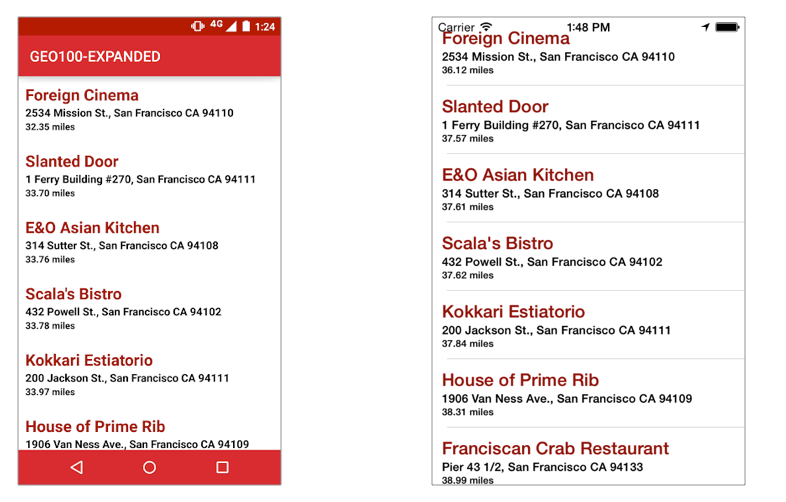 4G 1:24
GEO100-EXPANDED
Foreign Cinema
2534 Mission St., San Francisco CA 94110
32.35 miles
Slanted Door
1 Ferry Building #270, San Francisco CA 94111
33.70 miles
E&O Asian Kitchen
314 Sutter St., San Francisco CA 94108
33.76 miles
Scala's Bistro
432 Powell St., San Francisco CA 94102
33.78 miles
Kokkari Estiatorio
200 Jackson St., San Francisco CA 94111
33.97 miles
House of Prime Rib
1906 Van Ness Ave., San Francisco CA 94109
Carrier 1:48 PM
Foreign Cinema
2534 Mission St., San Francisco CA 94110
36.12 miles
Slanted Door
1 Ferry Building #270, San Francisco CA 94111
37.57 miles
E&O Asian Kitchen
314 Sutter St., San Francisco CA 94108
37.61 miles
Scala's Bistro
432 Powell St., San Francisco CA 94102
37.62 miles
Kokkari Estiatorio
200 Jackson St., San Francisco CA 94111
37.84 miles
House of Prime Rib
1906 Van Ness Ave., San Francisco CA 94109
38.31 miles
Franciscan Crab Restaurant
Pier 43 1/2, San Francisco CA 94133
38.99 miles